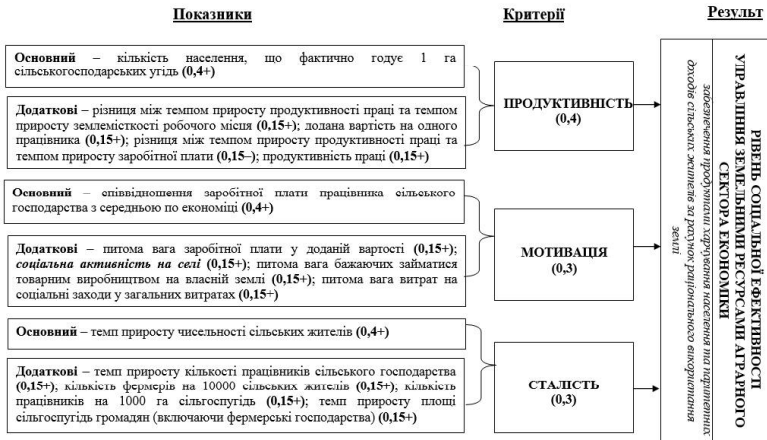 Показники
Критерії
Результ
Основний – кількість населення, що фактично годує 1 га
сільськогосподарських угідь (0,4+)
Додаткові – різниця між темпом приросту продуктивності праці та темпом
приросту землемісткості робочого місця (0,15+); додана вартість на одного
працівника (0,15+); різниця між темпом приросту продуктивності праці та
темпом приросту заробітної плати (0,15–); продуктивність праці (0,15+)
ПРОДУКТИВНІСТЬ
(0,4)
Основний – співвідношення заробітної плати працівника сільського
господарства з середньою по економіці (0,4+)
Додаткові – питома вага заробітної плати у доданій вартості (0,15+);
соціальна активність на селі (0,15+); питома вага бажаючих займатися
товарним виробництвом на власній землі (0,15+); питома вага витрат на
соціальні заходи у загальних витратах (0,15+)
МОТИВАЦІЯ
(0,3)
Основний – темп приросту чисельності сільських жителів (0,4+)
Додаткові – темп приросту кількості працівників сільського господарства
(0,15+); кількість фермерів на 10000 сільських жителів (0,15+); кількість
працівників на 1000 га сільгоспугідь (0,15+); темп приросту площі
сільгоспугідь громадян (включаючи фермерські господарства) (0,15+)
СТАЛІСТЬ
(0,3)
РІВЕНЬ СОЦІАЛЬНОЇ ЕФЕКТИВНОСТІ
УПРАВЛІННЯ ЗЕМЕЛЬНИМИ РЕСУРСАМИ АГРАРНОГО
СЕКТОРА ЕКОНОМІКИ
забезпечення продуктами харчування населення та паритетних
доходів сільських жителів за рахунок раціонального використання
землі